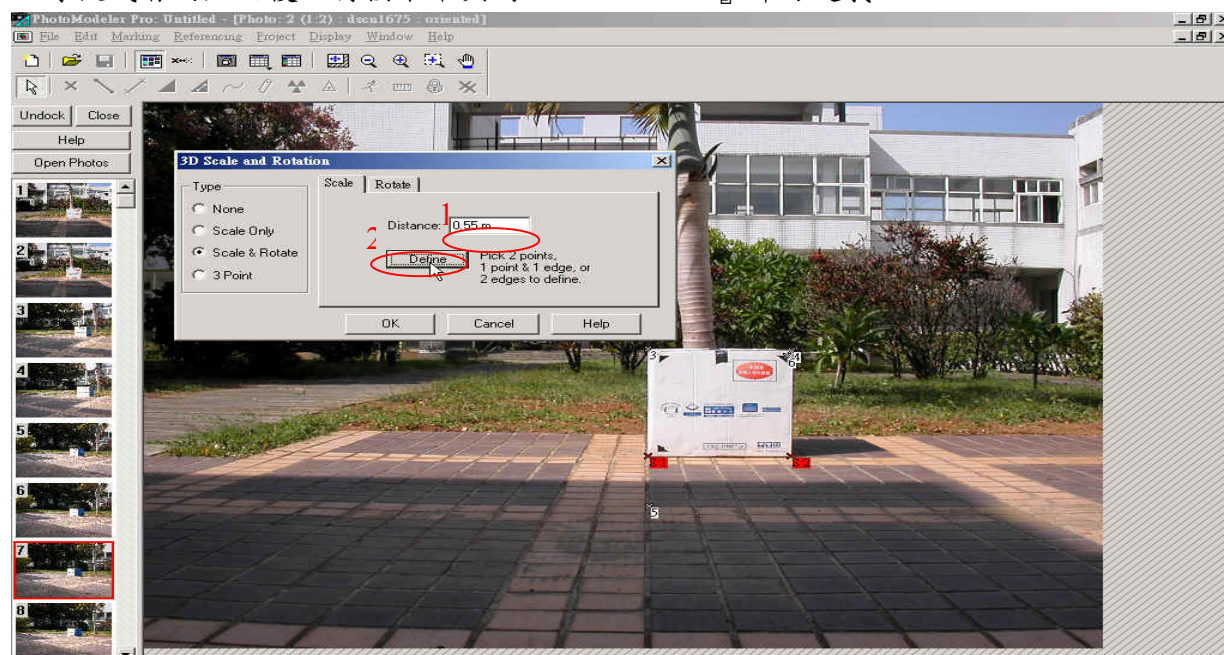 PhotoModeler Pro: Untitled - [Photo: 2 (1:2) : dscn1675 : oriented]
File Edit Marking Referencing Project Display Window Help
Undock Close
Help
Open Photos
3D Scale and Rotation
Type
None
Scale Only
Scale & Rotate
3 Point
Scale Rotate
Distance: 0.55 m
1
2
Define
Pick 2 points,
1 point & 1 edge, or
2 edges to define.
OK Cancel Help
1
2
3
4
5
6
7
8
3
4
6
5